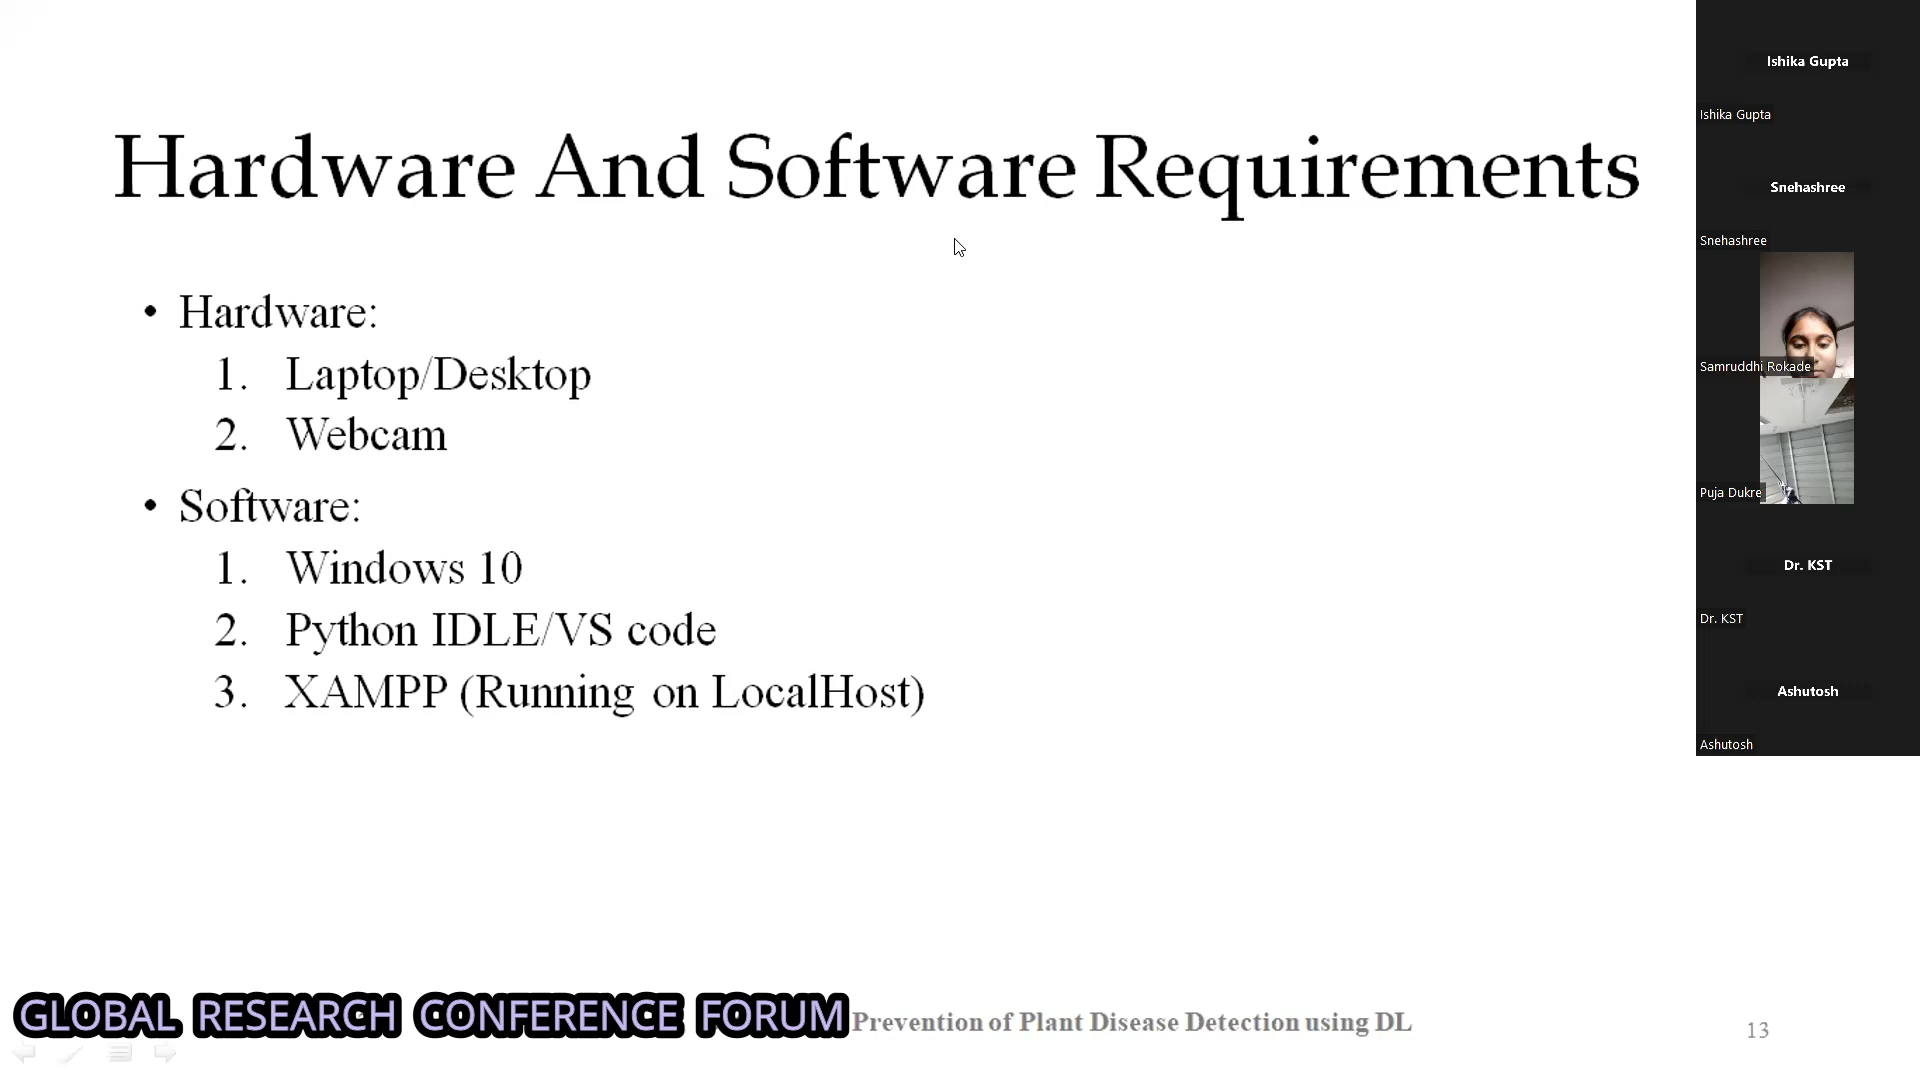 Hardware And Software Requirements
• Hardware:
1. Laptop/Desktop
2. Webcam
• Software:
1. Windows 10
2. Python IDLE/VS code
3. XAMPP (Running on LocalHost)
GLOBAL RESEARCH CONFERENCE FORUM
Prevention of Plant Disease Detection using DL
13
Ishika Gupta
Ishika Gupta
Snehashree
Snehashree
Samruddhi Rokade
Puja Dukre
Dr. KST
Dr. KST
Ashutosh
Ashutosh